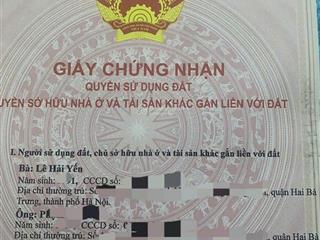 GIẤY CHỨNG NHẬN
QUYỀN SỬ DỤNG ĐẤT
UYỀN SỞ HỮU NHÀ Ở VÀ TÀI SẢN KHÁC GẮN LIỀN VỚI ĐẤT
I. Người sử dụng đất, chủ sở hữu nhà ở và tài sản khác gắn liền với đất
Bà: Lê Hải Yến
Năm sinh: 1, CCCD số:
Địa chỉ thường trú: Số , quận Hai Bà
Trưng, thành phố Hà Nội.
Ông:
Năm sinh: , CCCD số:
Địa chỉ thường trú: Số , quận Hai Bà